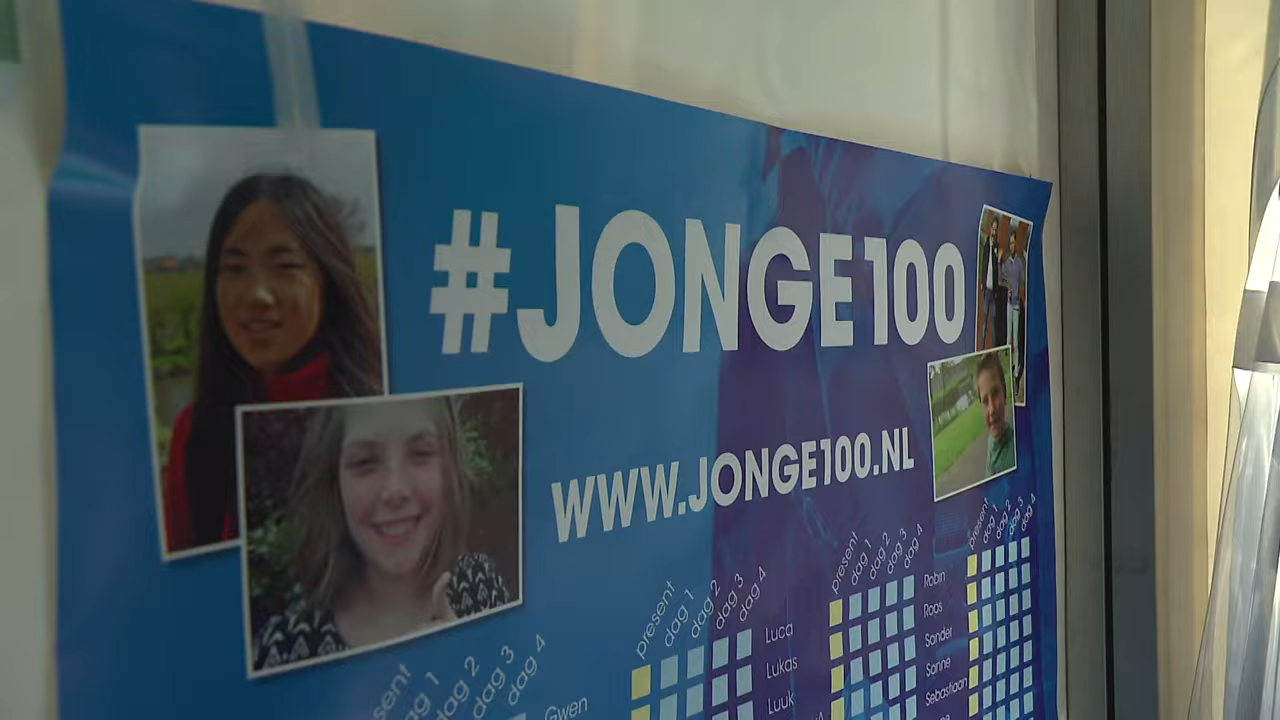 #JONGE100
WWW.JONGE100.NL
present dag 1 dag 2 dag 3 dag 4
present dag 1 dag 2 dag 3 dag 4
present dag 1 dag 2 dag 3 dag 4
dag 1 dag 2 dag 3 dag 4
Robin
Roos
Sander
Sanne
Sebastiaan
Luca
Lukas
Luuk
Gwen